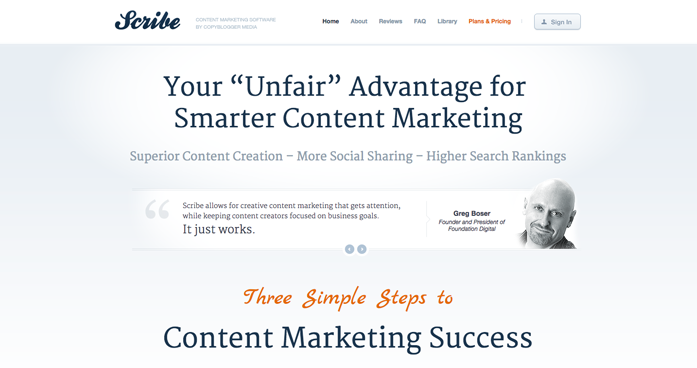 Scribe
CONTENT MARKETING SOFTWARE
BY COPYBLOGGER MEDIA
Home About Reviews FAQ Library Plans & Pricing Sign In
Your “Unfair” Advantage for
Smarter Content Marketing
Superior Content Creation – More Social Sharing – Higher Search Rankings
Scribe allows for creative content marketing that gets attention,
while keeping content creators focused on business goals.
It just works.
Greg Boser
Founder and President of
Foundation Digital
Three Simple Steps to
Content Marketing Success